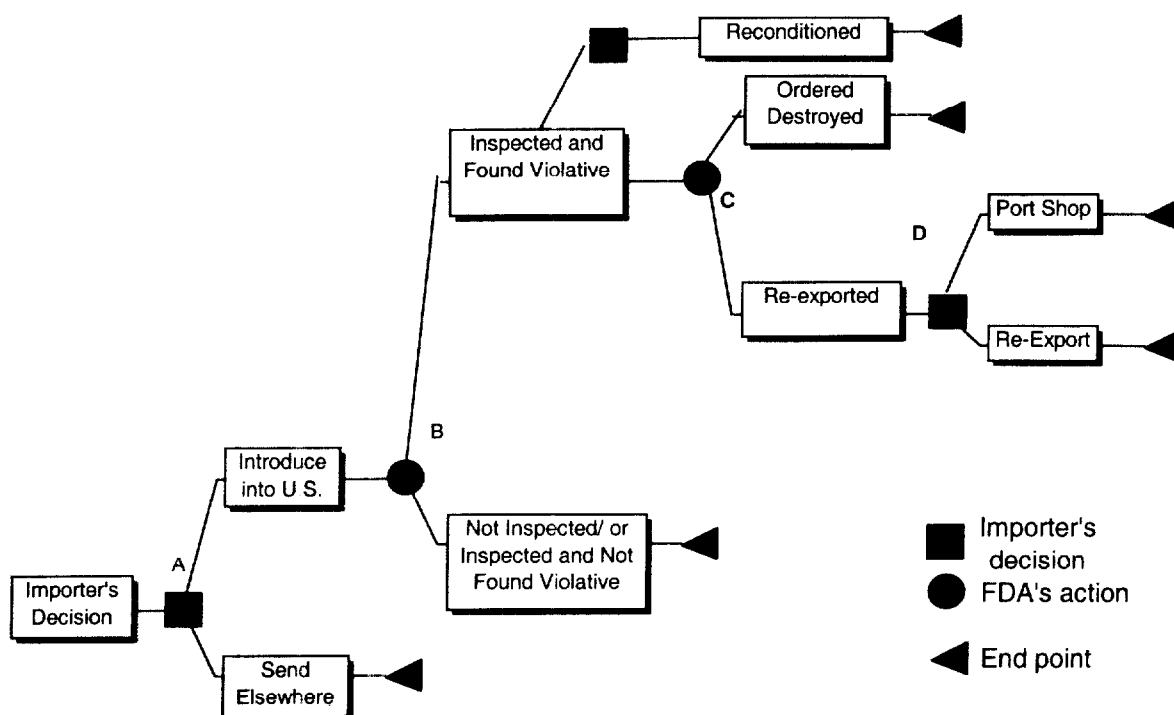 Reconditioned
Ordered
Destroyed
Inspected and
Found Violative
C
Port Shop
D
Re-exported
Re-Export
B
Introduce
into U S.
Not Inspected/ or
Inspected and Not
Found Violative
A
Importer's
Decision
Send
Elsewhere
Importer's
decision
FDA's action
End point